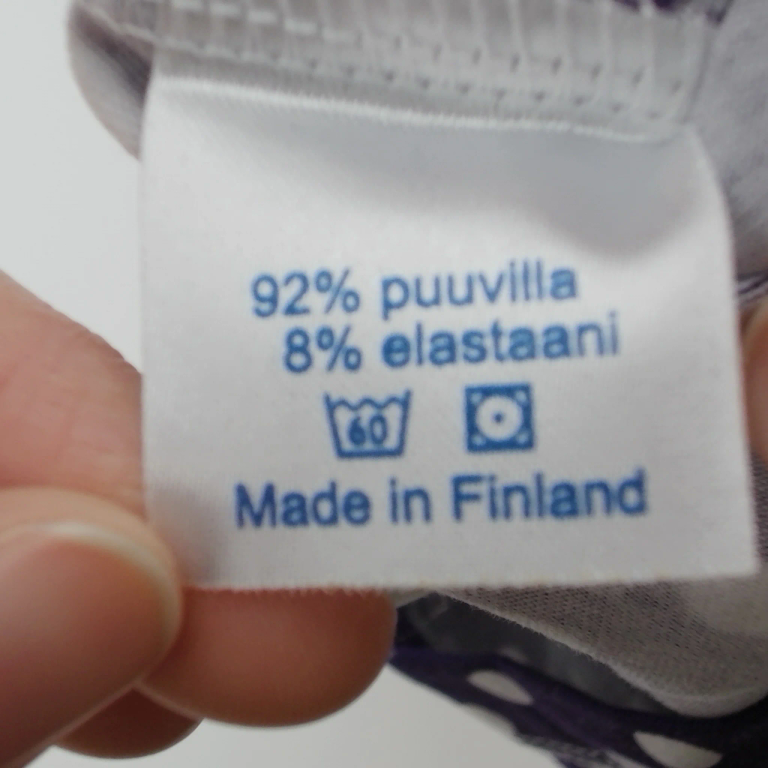 92% puuvilla
8% elastaani
60
Made in Finland